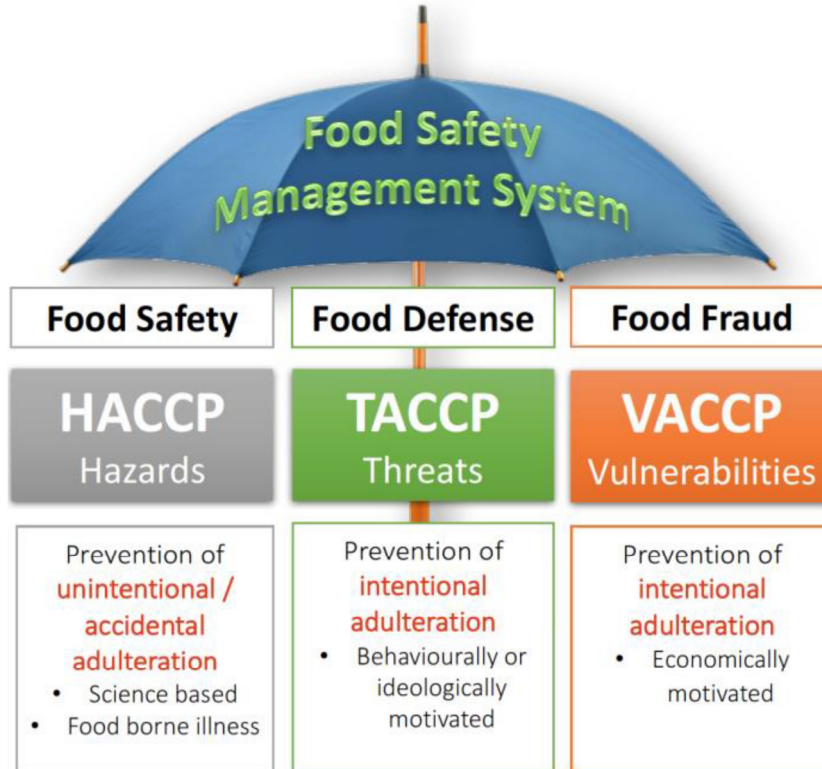 Food Safety
Management System
Food Safety
HACCP
Hazards
Prevention of
unintentional /
accidental
adulteration
• Science based
• Food borne illness
Food Defense
TACCP
Threats
Prevention of
intentional
adulteration
• Behaviourally or
ideologically
motivated
Food Fraud
VACCP
Vulnerabilities
Prevention of
intentional
adulteration
• Economically
motivated